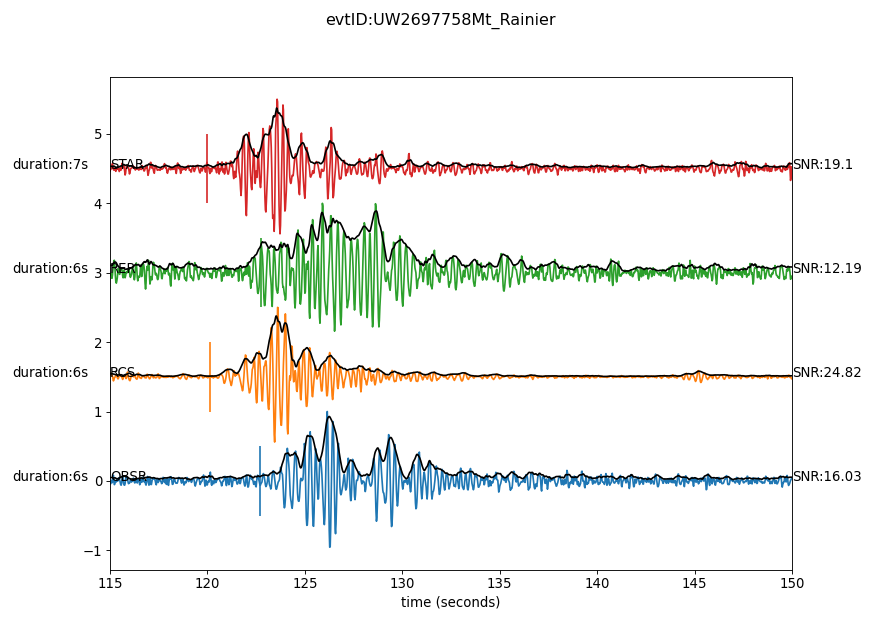 evtID:UW2697758Mt_Rainier
5
duration:7s STAR SNR:19.1
4
duration:6s RER SNR:12.19
3
2
duration:6s RCS SNR:24.82
1
duration:6s OBSR SNR:16.03
0
−1
115 120 125 130 135 140 145 150
time (seconds)